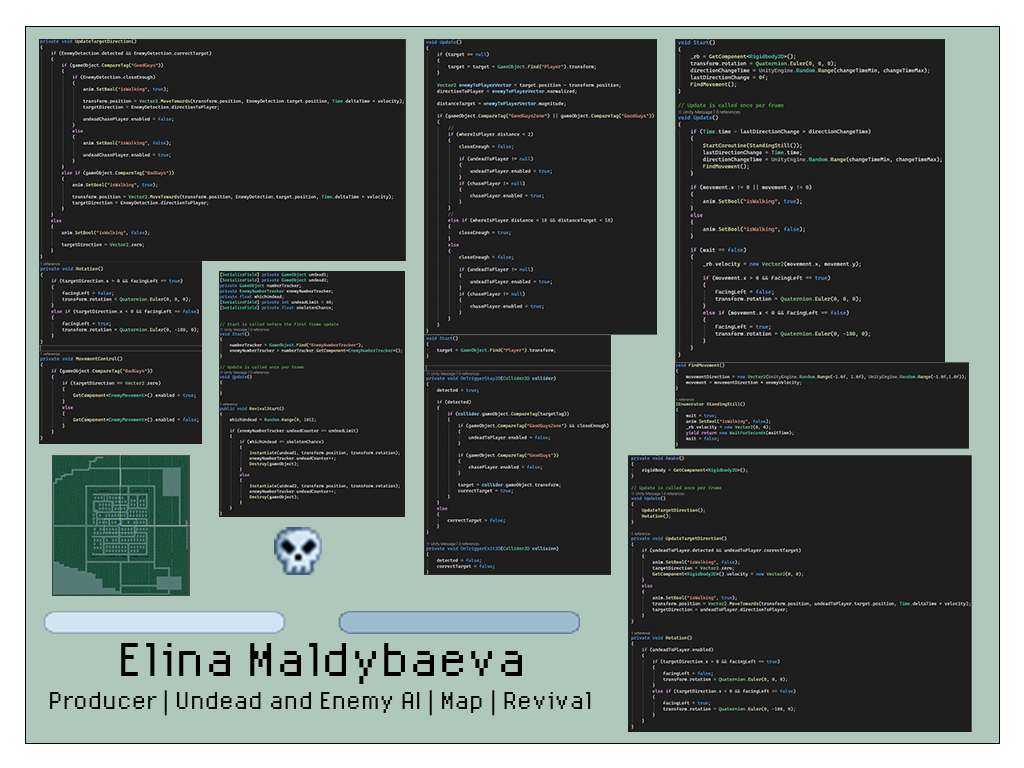 private void UpdateTargetDirection()
{
if (EnemyDetection.detected && EnemyDetection.correctTarget)
{
if (gameObject.CompareTag("GoodGuys"))
{
if (EnemyDetection.closeEnough)
{
anim.SetBool("isWalking", true);
transform.position = Vector2.MoveTowards(transform.position, EnemyDetection.target.position, Time.deltaTime * velocity);
targetDirection = EnemyDetection.directionToPlayer;
undeadChasePlayer.enabled = false;
}
else
{
anim.SetBool("isWalking", false);
undeadChasePlayer.enabled = true;
}
}
else if (gameObject.CompareTag("BadGuys"))
{
anim.SetBool("isWalking", true);
transform.position = Vector2.MoveTowards(transform.position, EnemyDetection.target.position, Time.deltaTime * velocity);
targetDirection = EnemyDetection.directionToPlayer;
}
}
else
{
anim.SetBool("isWalking", false);
targetDirection = Vector2.zero;
}
}
1 reference
private void Rotation()
{
if (targetDirection.x > 0 && facingLeft == true)
{
facingLeft = false;
transform.rotation = Quaternion.Euler(0, 0, 0);
}
else if (targetDirection.x < 0 && facingLeft == false)
{
facingLeft = true;
transform.rotation = Quaternion.Euler(0, -180, 0);
}
}
1 reference
private void MovementControl()
{
if (gameObject.CompareTag("BadGuys"))
{
if (targetDirection == Vector2.zero)
{
GetComponent<EnemyMovement>().enabled = true;
}
else
{
GetComponent<EnemyMovement>().enabled = false;
}
}
}
[SerializeField] private GameObject undead1;
[SerializeField] private GameObject undead2;
private GameObject numberTracker;
private EnemyNumberTracker enemyNumberTracker;
private float whichUndead;
[SerializeField] private int undeadLimit = 60;
[SerializeField] private float skeletonChance;
// Start is called before the first frame update
Unity Message | 0 references
void Start()
{
numberTracker = GameObject.Find("EnemyNumberTracker");
enemyNumberTracker = numberTracker.GetComponent<EnemyNumberTracker>();
}
// Update is called once per frame
Unity Message | 0 references
void Update()
{
}
1 reference
public void RevivalStart()
{
whichUndead = Random.Range(0, 101);
if (enemyNumberTracker.undeadCounter <= undeadLimit)
{
if (whichUndead <= skeletonChance)
{
Instantiate(undead1, transform.position, transform.rotation);
enemyNumberTracker.undeadCounter++;
Destroy(gameObject);
}
else
{
Instantiate(undead2, transform.position, transform.rotation);
enemyNumberTracker.undeadCounter++;
Destroy(gameObject);
}
}
}
void Update()
{
if (target == null)
{
target = target = GameObject.Find("Player").transform;
}
Vector2 enemyToPlayerVector = target.position - transform.position;
directionToPlayer = enemyToPlayerVector.normalized;
distanceTarget = enemyToPlayerVector.magnitude;
if (gameObject.CompareTag("GoodGuysZone") || gameObject.CompareTag("GoodGuys"))
{
//
if (whereIsPlayer.distance < 2)
{
closeEnough = false;
if (undeadToPlayer != null)
{
undeadToPlayer.enabled = true;
}
if (chasePlayer != null)
{
chasePlayer.enabled = true;
}
}
//
else if (whereIsPlayer.distance < 18 && distanceTarget < 18)
{
closeEnough = true;
}
else
{
closeEnough = false;
if (undeadToPlayer != null)
{
undeadToPlayer.enabled = true;
}
if (chasePlayer != null)
{
chasePlayer.enabled = true;
}
}
}
}
void Start()
{
target = GameObject.Find("Player").transform;
}
Unity Message | 0 references
private void OnTriggerStay2D(Collider2D collider)
{
detected = true;
if (detected)
{
if (collider.gameObject.CompareTag(targetTag))
{
if (gameObject.CompareTag("GoodGuysZone") && closeEnough)
{
undeadToPlayer.enabled = false;
}
if (gameObject.CompareTag("GoodGuys"))
{
chasePlayer.enabled = false;
}
target = collider.gameObject.transform;
correctTarget = true;
}
}
else
{
correctTarget = false;
}
}
Unity Message | 0 references
private void OnTriggerExit2D(Collider2D collision)
{
detected = false;
correctTarget = false;
}
void Start()
{
_rb = GetComponent<Rigidbody2D>();
transform.rotation = Quaternion.Euler(0, 0, 0);
directionChangeTime = UnityEngine.Random.Range(changeTimeMin, changeTimeMax);
lastDirectionChange = 0f;
FindMovement();
}
// Update is called once per frame
Unity Message | 0 references
void Update()
{
if (Time.time - lastDirectionChange > directionChangeTime)
{
StartCoroutine(StandingStill());
lastDirectionChange = Time.time;
directionChangeTime = UnityEngine.Random.Range(changeTimeMin, changeTimeMax);
FindMovement();
}
if (movement.x != 0 || movement.y != 0)
{
anim.SetBool("isWalking", true);
}
else
{
anim.SetBool("isWalking", false);
}
if (wait == false)
{
_rb.velocity = new Vector2(movement.x, movement.y);
if (movement.x > 0 && FacingLeft == true)
{
FacingLeft = false;
transform.rotation = Quaternion.Euler(0, 0, 0);
}
else if (movement.x < 0 && FacingLeft == false)
{
FacingLeft = true;
transform.rotation = Quaternion.Euler(0, -180, 0);
}
}
}
void FindMovement()
{
movementDirection = new Vector2(UnityEngine.Random.Range(-1.0f, 1.0f), UnityEngine.Random.Range(-1.0f,1.0f));
movement = movementDirection * enemyVelocity;
}
1 reference
IEnumerator StandingStill()
{
wait = true;
anim.SetBool("isWalking", false);
_rb.velocity = new Vector2(0, 0);
yield return new WaitForSeconds(waitTime);
wait = false;
}
private void Awake()
{
rigidBody = GetComponent<Rigidbody2D>();
}
// Update is called once per frame
Unity Message | 0 references
void Update()
{
UpdateTargetDirection();
Rotation();
}
1 reference
private void UpdateTargetDirection()
{
if (undeadToPlayer.detected && undeadToPlayer.correctTarget)
{
anim.SetBool("isWalking", false);
targetDirection = Vector2.zero;
GetComponent<Rigidbody2D>().velocity = new Vector2(0, 0);
}
else
{
anim.SetBool("isWalking", true);
transform.position = Vector2.MoveTowards(transform.position, undeadToPlayer.target.position, Time.deltaTime * velocity);
targetDirection = undeadToPlayer.directionToPlayer;
}
}
1 reference
private void Rotation()
{
if (undeadToPlayer.enabled)
{
if (targetDirection.x > 0 && facingLeft == true)
{
facingLeft = false;
transform.rotation = Quaternion.Euler(0, 0, 0);
}
else if (targetDirection.x < 0 && facingLeft == false)
{
facingLeft = true;
transform.rotation = Quaternion.Euler(0, -180, 0);
}
}
}
Elina Maldybaeva
Producer | Undead and Enemy AI | Map | Revival